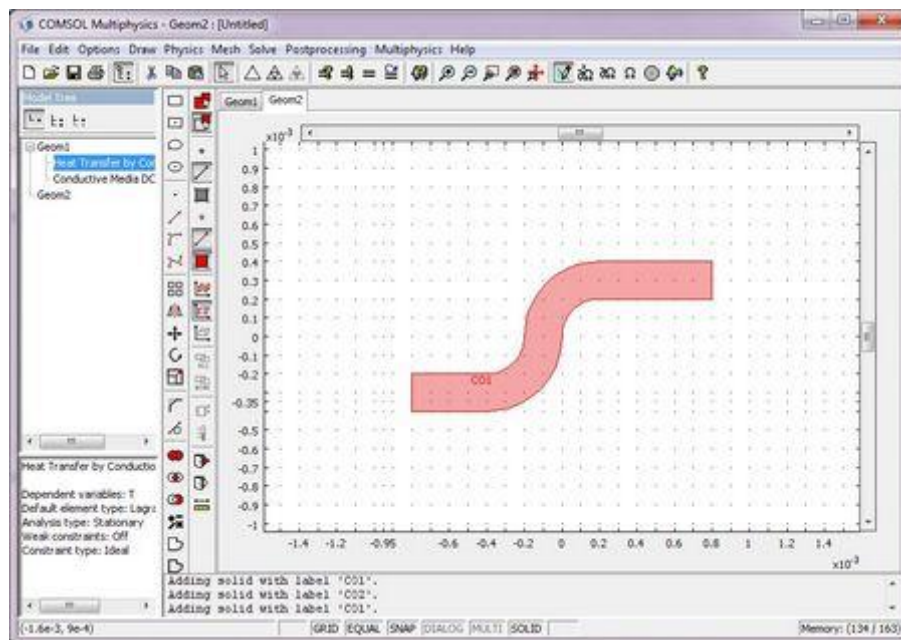 COMSOL Multiphysics - Geom2 : [Untitled]
File Edit Options Draw Physics Mesh Solve Postprocessing Multiphysics Help
Model Tree
Geom1 Geom2
Geom1
Heat Transfer by Co
Conductive Media DC
Geom2
×10⁻³
1
0.9
0.8
0.7
0.6
0.5
0.4
0.3
0.2
0.1
0
-0.1
-0.2
-0.35
-0.5
-0.6
-0.7
-0.8
-0.9
-1
CO1
-1.4 -1.2 -0.95 -0.6 -0.4 -0.2 0 0.2 0.4 0.6 0.8 1 1.2 1.4
×10⁻³
Heat Transfer by Conductio
Dependent variables: T
Default element type: Lagra
Analysis type: Stationary
Weak constraints: Off
Constraint type: Ideal
Adding solid with label 'CO1'.
Adding solid with label 'CO2'.
Adding solid with label 'CO1'.
(-1.6e-3, 9e-4) GRID EQUAL SNAP DIALOG MULTI SOLID Memory: (134 / 163)